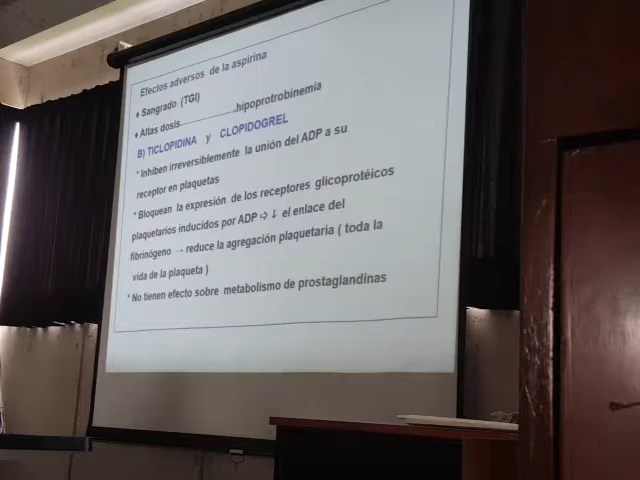 Efectos adversos de la aspirina
♦ Sangrado (TGI)
♦ Altas dosis..................hipoprotrobinemia
B) TICLOPIDINA y CLOPIDOGREL
* Inhiben irreversiblemente la unión del ADP a su
receptor en plaquetas
* Bloquean la expresión de los receptores glicoprotéicos
plaquetarios inducidos por ADP ➪ ↓ el enlace del
fibrinógeno → reduce la agregación plaquetaria ( toda la
vida de la plaqueta )
* No tienen efecto sobre metabolismo de prostaglandinas